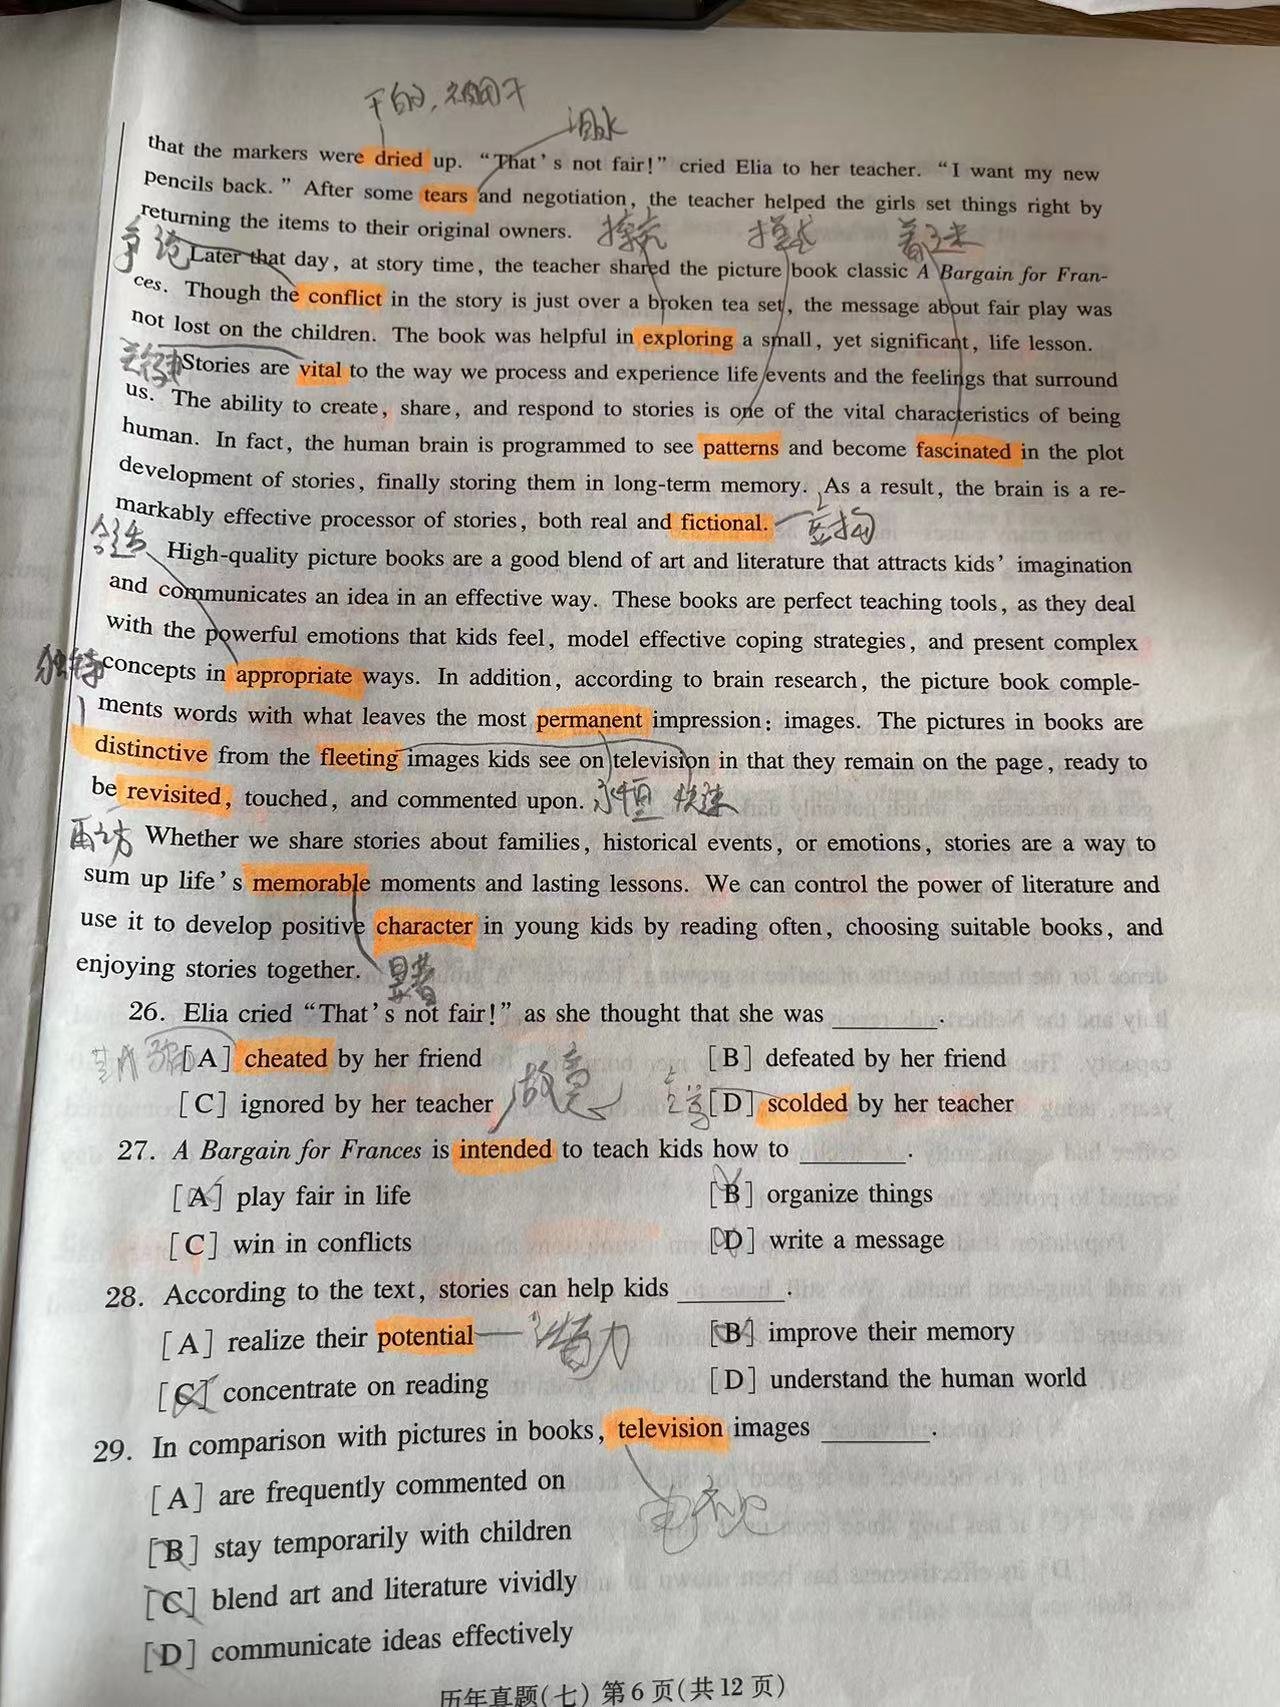 干的,
泪水
that the markers were dried up. “That’s not fair!” cried Elia to her teacher. “I want my new
pencils back.” After some tears and negotiation, the teacher helped the girls set things right by
returning the items to their original owners.
探究 模式 着了迷
争论
Later that day, at story time, the teacher shared the picture book classic A Bargain for Fran-
ces. Though the conflict in the story is just over a broken tea set, the message about fair play was
not lost on the children. The book was helpful in exploring a small, yet significant, life lesson.
Stories are vital to the way we process and experience life events and the feelings that surround
us. The ability to create, share, and respond to stories is one of the vital characteristics of being
human. In fact, the human brain is programmed to see patterns and become fascinated in the plot
development of stories, finally storing them in long-term memory. As a result, the brain is a re-
markably effective processor of stories, both real and fictional.
虚构
合适
High-quality picture books are a good blend of art and literature that attracts kids’ imagination
and communicates an idea in an effective way. These books are perfect teaching tools, as they deal
with the powerful emotions that kids feel, model effective coping strategies, and present complex
独特
concepts in appropriate ways. In addition, according to brain research, the picture book comple-
ments words with what leaves the most permanent impression: images. The pictures in books are
distinctive from the fleeting images kids see on television in that they remain on the page, ready to
be revisited, touched, and commented upon.
永恒 快速
再次访
Whether we share stories about families, historical events, or emotions, stories are a way to
sum up life’s memorable moments and lasting lessons. We can control the power of literature and
use it to develop positive character in young kids by reading often, choosing suitable books, and
enjoying stories together.
显著
26. Elia cried “That’s not fair!” as she thought that she was ________.
[A] cheated by her friend [B] defeated by her friend
[C] ignored by her teacher [D] scolded by her teacher
故意
27. A Bargain for Frances is intended to teach kids how to ________.
[A] play fair in life [B] organize things
[C] win in conflicts [D] write a message
28. According to the text, stories can help kids ________.
[A] realize their potential [B] improve their memory
潜力
[C] concentrate on reading [D] understand the human world
29. In comparison with pictures in books, television images ________.
[A] are frequently commented on
电视
[B] stay temporarily with children
[C] blend art and literature vividly
[D] communicate ideas effectively
历年真题(七) 第6页(共12页)